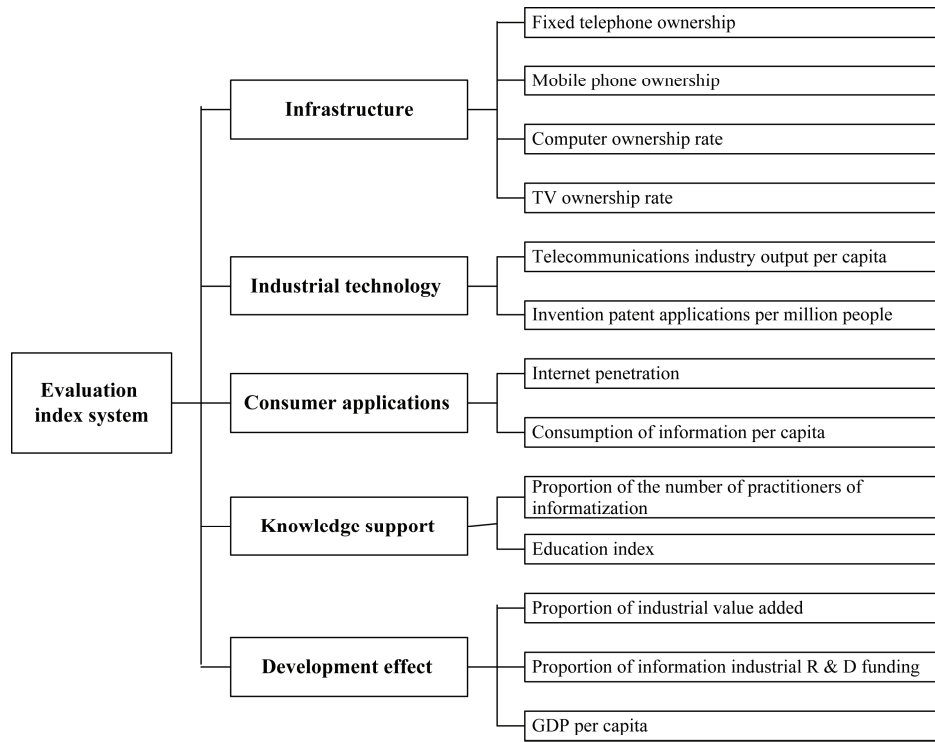 Fixed telephone ownership
Mobile phone ownership
Infrastructure
Computer ownership rate
TV ownership rate
Telecommunications industry output per capita
Industrial technology
Invention patent applications per million people
Evaluation
index system
Internet penetration
Consumer applications
Consumption of information per capita
Proportion of the number of practitioners of
informatization
Knowledge support
Education index
Proportion of industrial value added
Development effect
Proportion of information industrial R & D funding
GDP per capita